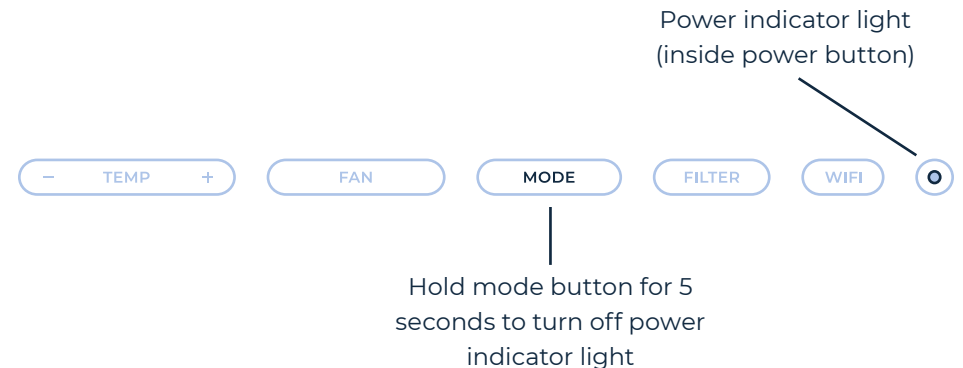 Power indicator light
(inside power button)
− TEMP + FAN MODE FILTER WIFI
Hold mode button for 5
seconds to turn off power
indicator light